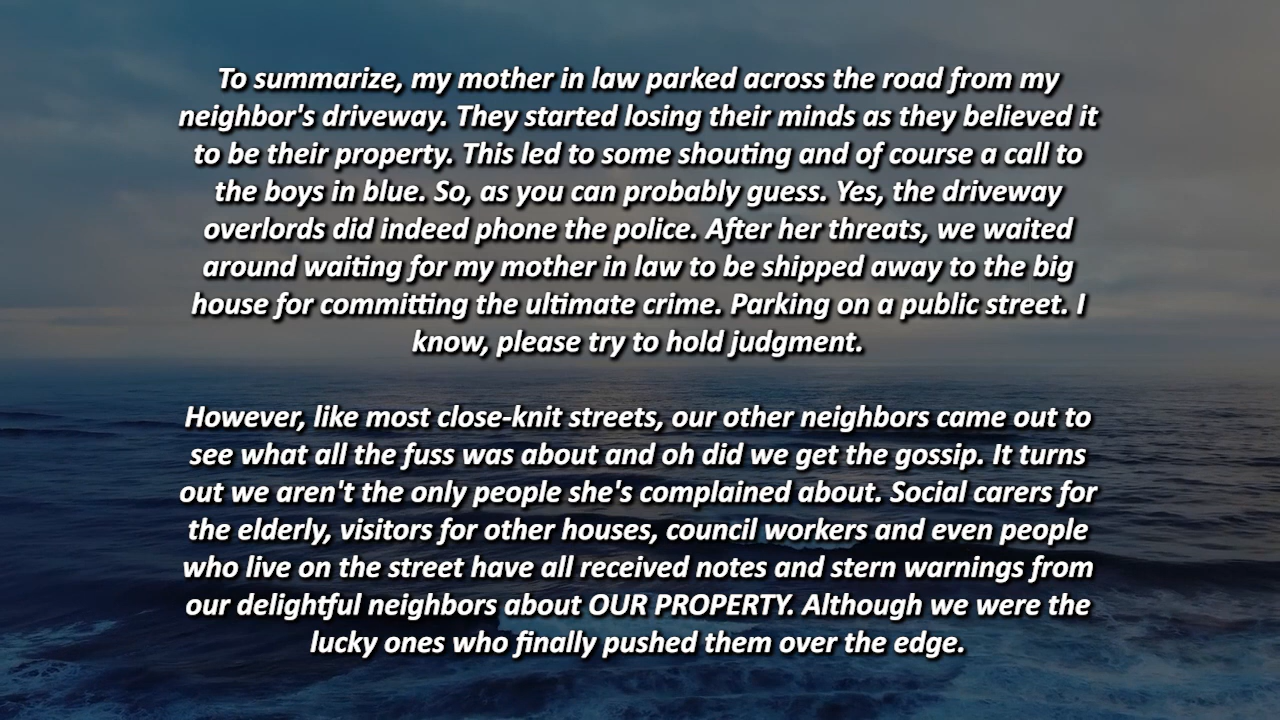 To summarize, my mother in law parked across the road from my
neighbor's driveway. They started losing their minds as they believed it
to be their property. This led to some shouting and of course a call to
the boys in blue. So, as you can probably guess. Yes, the driveway
overlords did indeed phone the police. After her threats, we waited
around waiting for my mother in law to be shipped away to the big
house for committing the ultimate crime. Parking on a public street. I
know, please try to hold judgment.
However, like most close-knit streets, our other neighbors came out to
see what all the fuss was about and oh did we get the gossip. It turns
out we aren't the only people she's complained about. Social carers for
the elderly, visitors for other houses, council workers and even people
who live on the street have all received notes and stern warnings from
our delightful neighbors about OUR PROPERTY. Although we were the
lucky ones who finally pushed them over the edge.